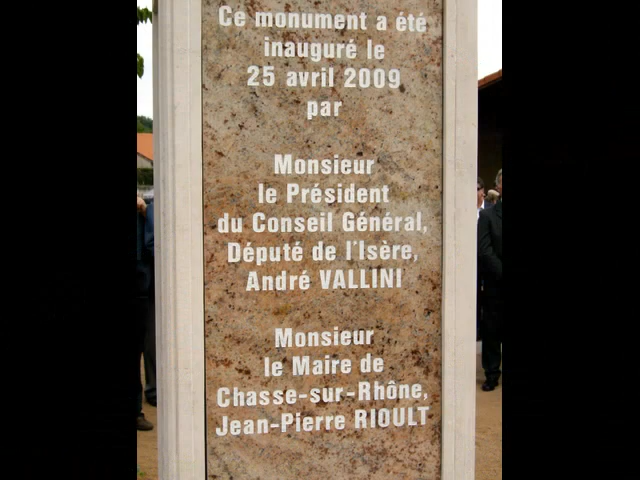 Ce monument a été
inauguré le
25 avril 2009
par
Monsieur
le Président
du Conseil Général,
Député de l'Isère,
André VALLINI
Monsieur
le Maire de
Chasse-sur-Rhône,
Jean-Pierre RIOULT